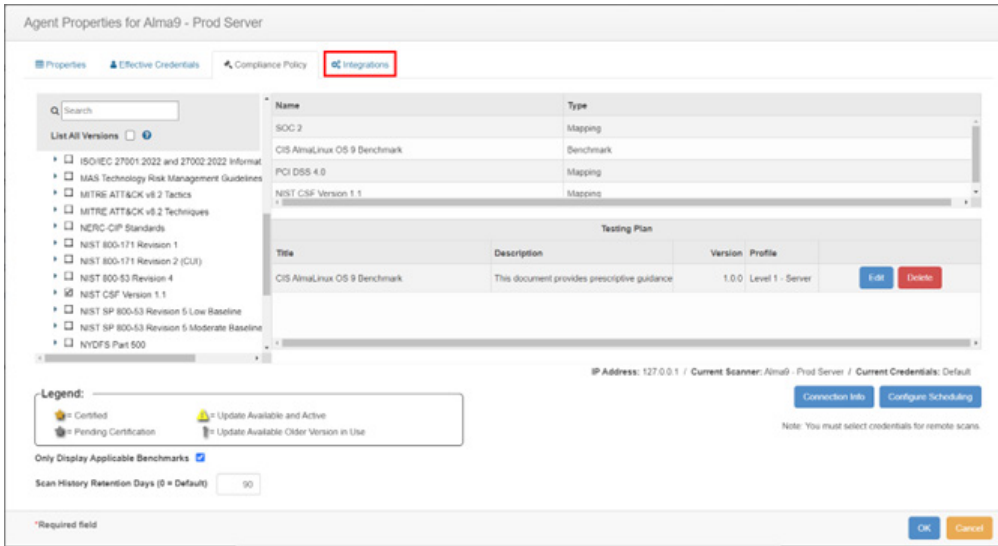 Agent Properties for Alma9 - Prod Server
Properties
Effective Credentials
Compliance Policy
Integrations
Search
List All Versions
ISO/IEC 27001:2022 and 27002:2022 Informat
MAS Technology Risk Management Guidelines
MITRE ATT&CK v8.2 Tactics
MITRE ATT&CK v8.2 Techniques
NERC-CIP Standards
NIST 800-171 Revision 1
NIST 800-171 Revision 2 (CUI)
NIST 800-53 Revision 4
NIST CSF Version 1.1
NIST SP 800-53 Revision 5 Low Baseline
NIST SP 800-53 Revision 5 Moderate Baseline
NYDFS Part 500
Name Type
SOC 2 Mapping
CIS AlmaLinux OS 9 Benchmark Benchmark
PCI DSS 4.0 Mapping
NIST CSF Version 1.1 Mapping
Testing Plan
Title Description Version Profile
CIS AlmaLinux OS 9 Benchmark This document provides prescriptive guidance 1.0.0 Level 1 - Server Edit Delete
IP Address: 127.0.0.1 / Current Scanner: Alma9 - Prod Server / Current Credentials: Default
Connection Info Configure Scheduling
Note: You must select credentials for remote scans.
Legend:
= Certified = Update Available and Active
= Pending Certification = Update Available Older Version in Use
Only Display Applicable Benchmarks
Scan History Retention Days (0 = Default) 90
*Required field
OK Cancel